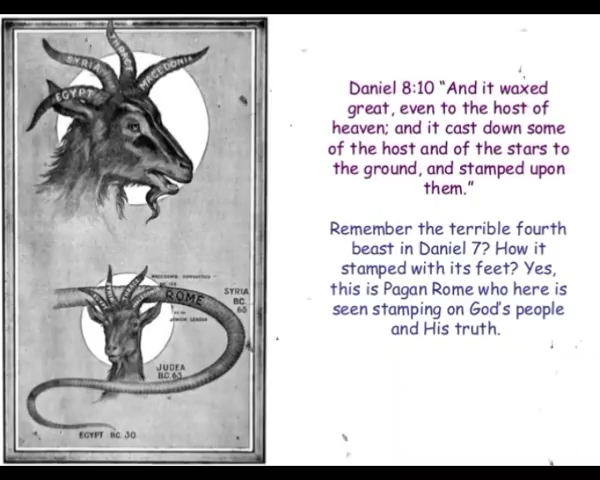 SYRIA
THRACE
MACEDONIA
EGYPT
ROME
SYRIA
BC
65
JEWISH LEAGUE
JUDEA
B.C. 63
EGYPT B.C. 30
Daniel 8:10 “And it waxed
great, even to the host of
heaven; and it cast down some
of the host and of the stars to
the ground, and stamped upon
them.”
Remember the terrible fourth
beast in Daniel 7? How it
stamped with its feet? Yes,
this is Pagan Rome who here is
seen stamping on God's people
and His truth.